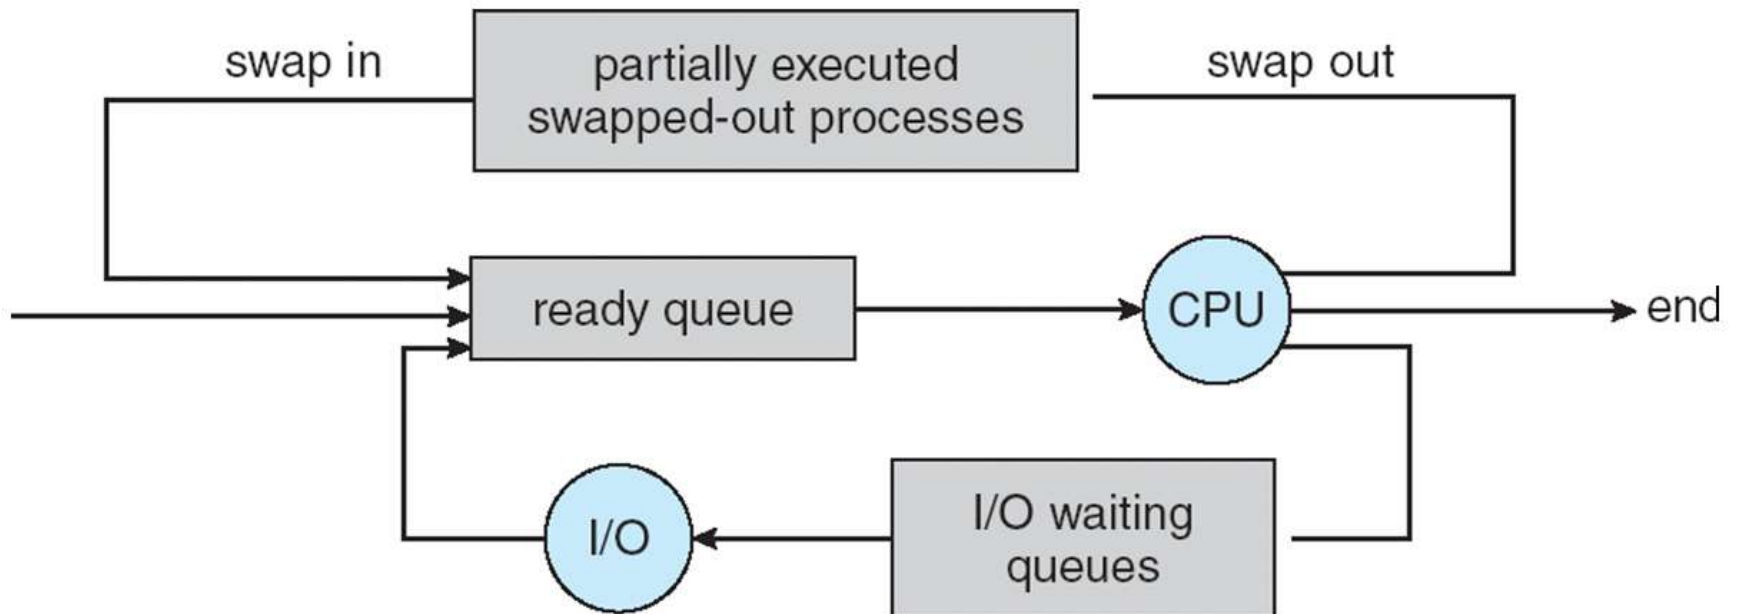 swap in
partially executed
swapped-out processes
swap out
ready queue
CPU
end
I/O
I/O waiting
queues